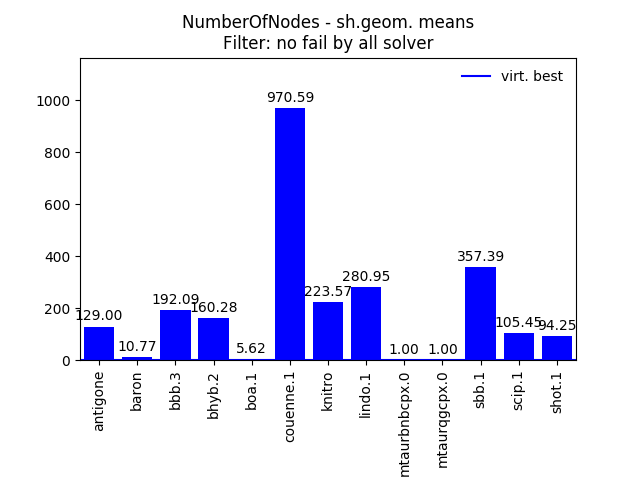 NumberOfNodes - sh.geom. means
Filter: no fail by all solver
virt. best
1000
800
600
400
200
0
129.00
10.77
192.09
160.28
5.62
970.59
223.57
280.95
1.00
1.00
357.39
105.45
94.25
antigone
baron
bbb.3
bhyb.2
boa.1
couenne.1
knitro
lindo.1
mtaurbnbcpx.0
mtaurqgcpx.0
sbb.1
scip.1
shot.1